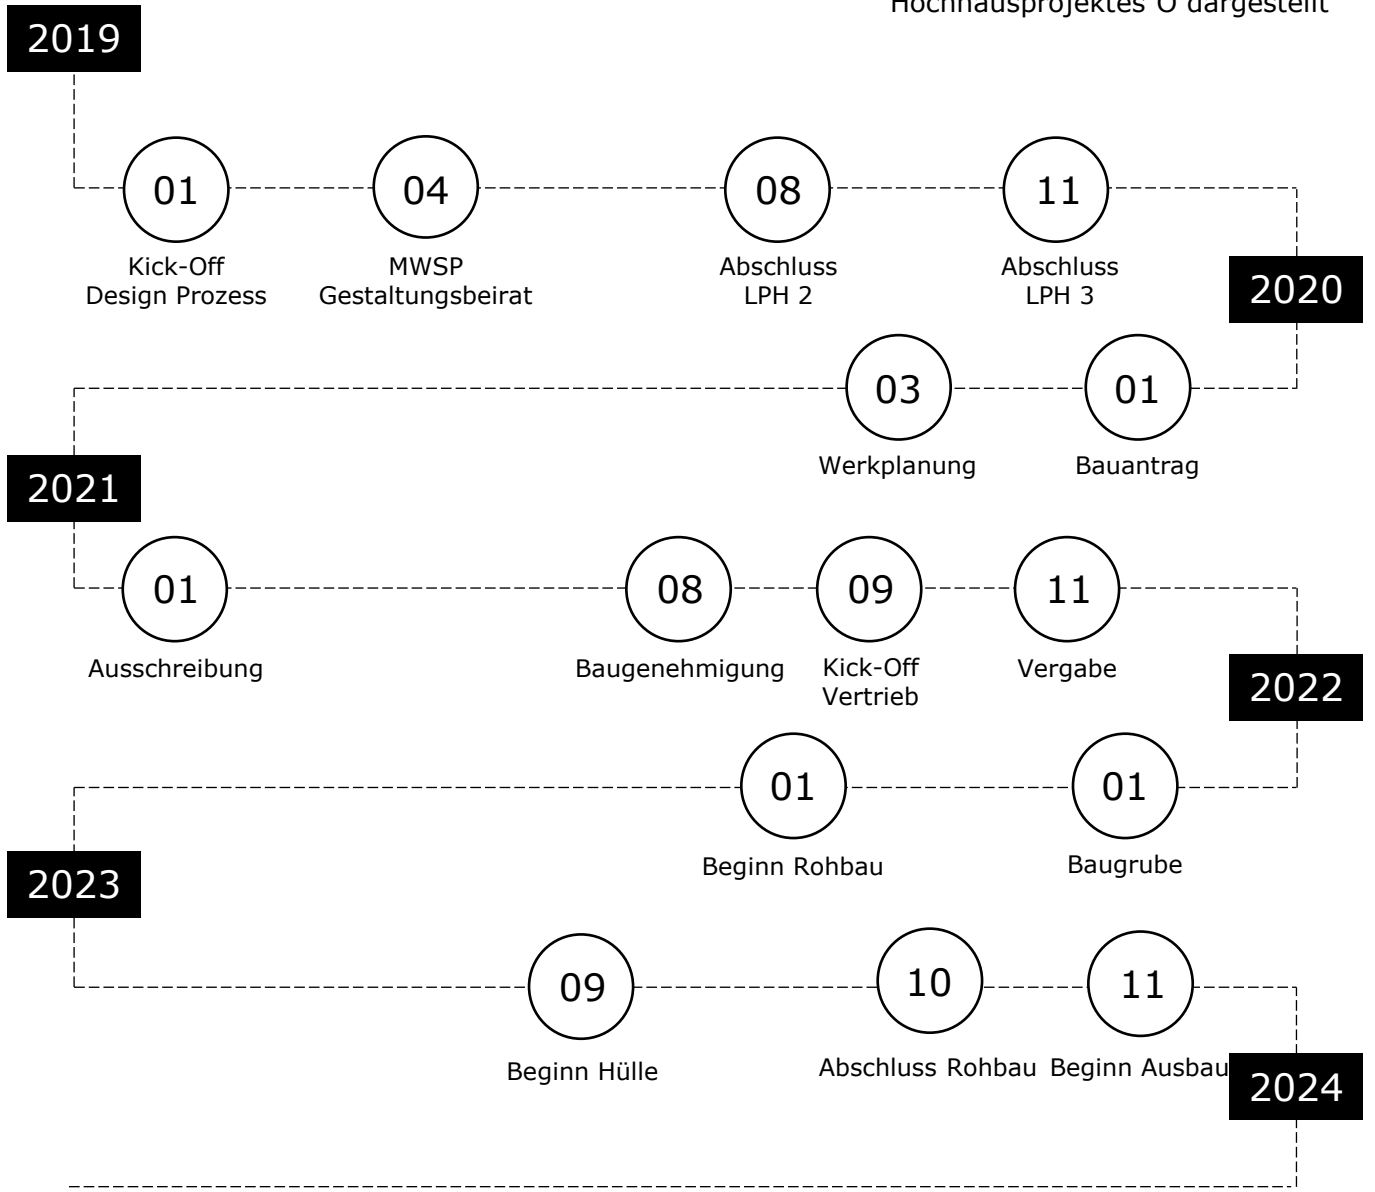 Hochhausprojektes O dargestellt
2019
01
04
08
11
Kick-Off
Design Prozess
MWSP
Gestaltungsbeirat
Abschluss
LPH 2
Abschluss
LPH 3
2020
03
01
Werkplanung
Bauantrag
2021
01
08
09
11
Ausschreibung
Baugenehmigung
Kick-Off
Vertrieb
Vergabe
2022
01
01
Beginn Rohbau
Baugrube
2023
09
10
11
Beginn Hülle
Abschluss Rohbau
Beginn Ausbau
2024